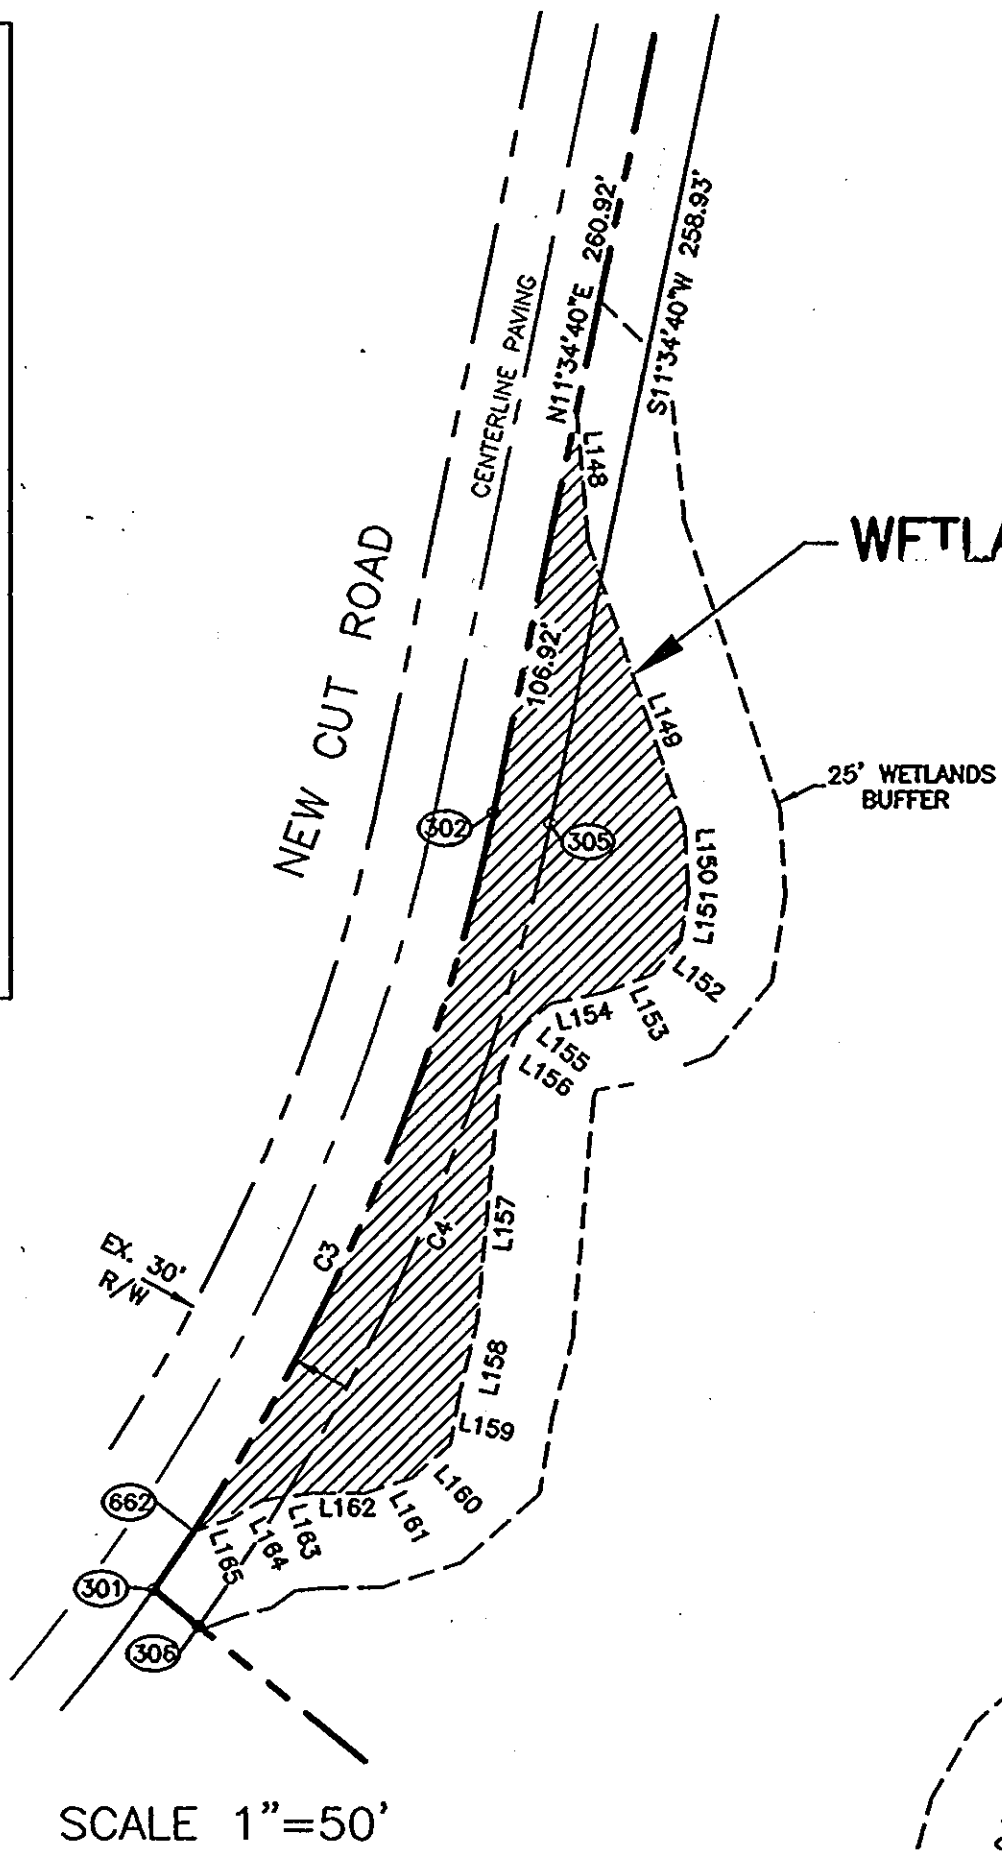 N11°34'40"E 260.92'
S11°34'40"W 258.93'
CENTERLINE PAVING
L148
NEW CUT ROAD
106.92'
L149
25' WETLANDS
BUFFER
302
305
L150
L151
L152
L153
L154
L155
L156
L157
C3
C4
EX. 30'
R/W
L158
L159
L160
L161
L162
L163
L164
L165
662
301
306
SCALE 1"=50'